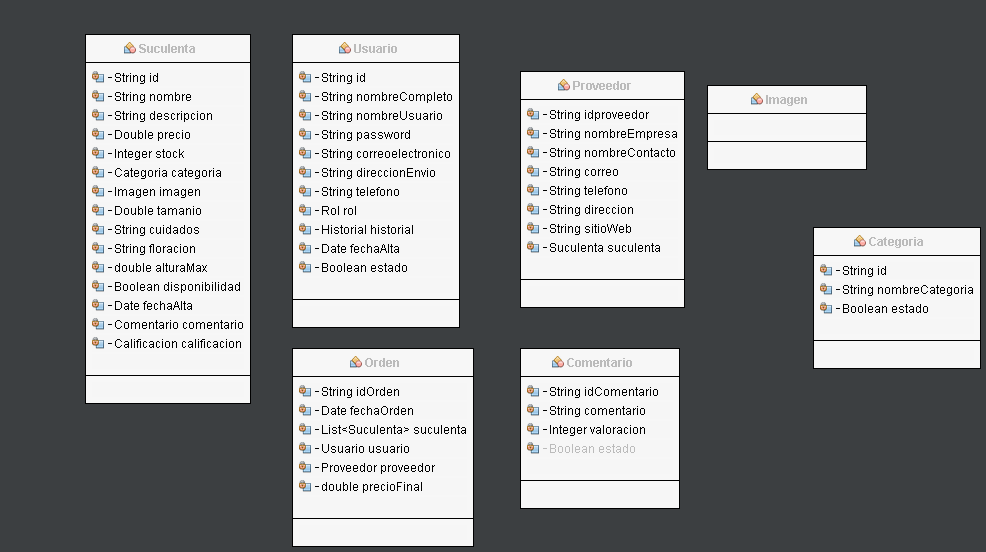 Suculenta
-String id
-String nombre
-String descripcion
-Double precio
-Integer stock
-Categoria categoria
-Imagen imagen
-Double tamanio
-String cuidados
-String floracion
-double alturaMax
-Boolean disponibilidad
-Date fechaAlta
-Comentario comentario
-Calificacion calificacion
Usuario
-String id
-String nombreCompleto
-String nombreUsuario
-String password
-String correoelectronico
-String direccionEnvio
-String telefono
-Rol rol
-Historial historial
-Date fechaAlta
-Boolean estado
Proveedor
-String idproveedor
-String nombreEmpresa
-String nombreContacto
-String correo
-String telefono
-String direccion
-String sitioWeb
-Suculenta suculenta
Imagen
Categoria
-String id
-String nombreCategoria
-Boolean estado
Orden
-String idOrden
-Date fechaOrden
-List<Suculenta> suculenta
-Usuario usuario
-Proveedor proveedor
-double precioFinal
Comentario
-String idComentario
-String comentario
-Integer valoracion
-Boolean estado